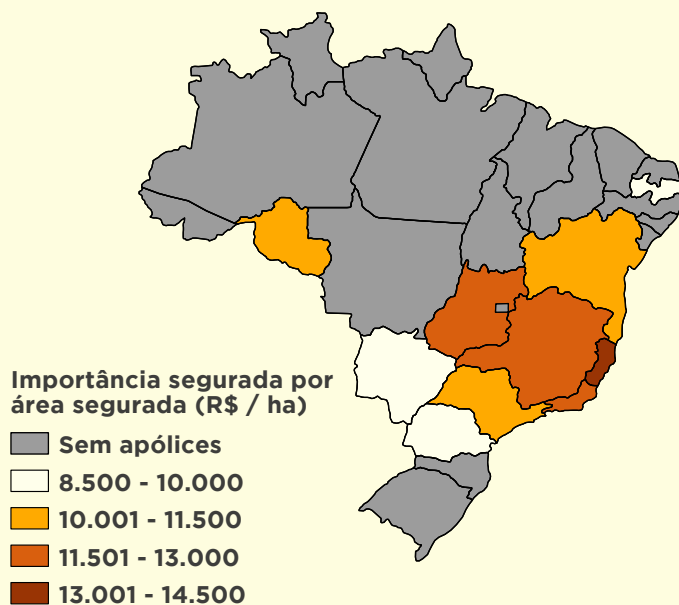 Importância segurada por
área segurada (R$ / ha)
Sem apólices
8.500 - 10.000
10.001 - 11.500
11.501 - 13.000
13.001 - 14.500